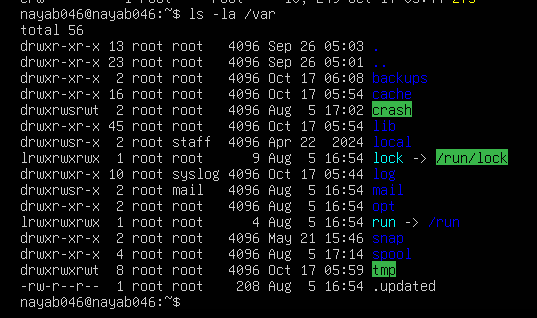 nayab046@nayab046:~$ ls -la /var
total 56
drwxr-xr-x 13 root root 4096 Sep 26 05:03 .
drwxr-xr-x 23 root root 4096 Sep 26 05:01 ..
drwxr-xr-x 2 root root 4096 Oct 17 06:08 backups
drwxr-xr-x 16 root root 4096 Oct 17 05:54 cache
drwxrwsrwt 2 root root 4096 Aug 5 17:02 crash
drwxr-xr-x 45 root root 4096 Oct 17 05:54 lib
drwxrwsr-x 2 root staff 4096 Apr 22 2024 local
lrwxrwxrwx 1 root root 9 Aug 5 16:54 lock -> /run/lock
drwxrwxr-x 10 root syslog 4096 Oct 17 05:44 log
drwxrwsr-x 2 root mail 4096 Aug 5 16:54 mail
drwxr-xr-x 2 root root 4096 Aug 5 16:54 opt
lrwxrwxrwx 1 root root 4 Aug 5 16:54 run -> /run
drwxr-xr-x 2 root root 4096 May 21 15:46 snap
drwxr-xr-x 4 root root 4096 Aug 5 17:14 spool
drwxrwxrwt 8 root root 4096 Oct 17 05:59 tmp
-rw-r--r-- 1 root root 208 Aug 5 16:54 .updated
nayab046@nayab046:~$